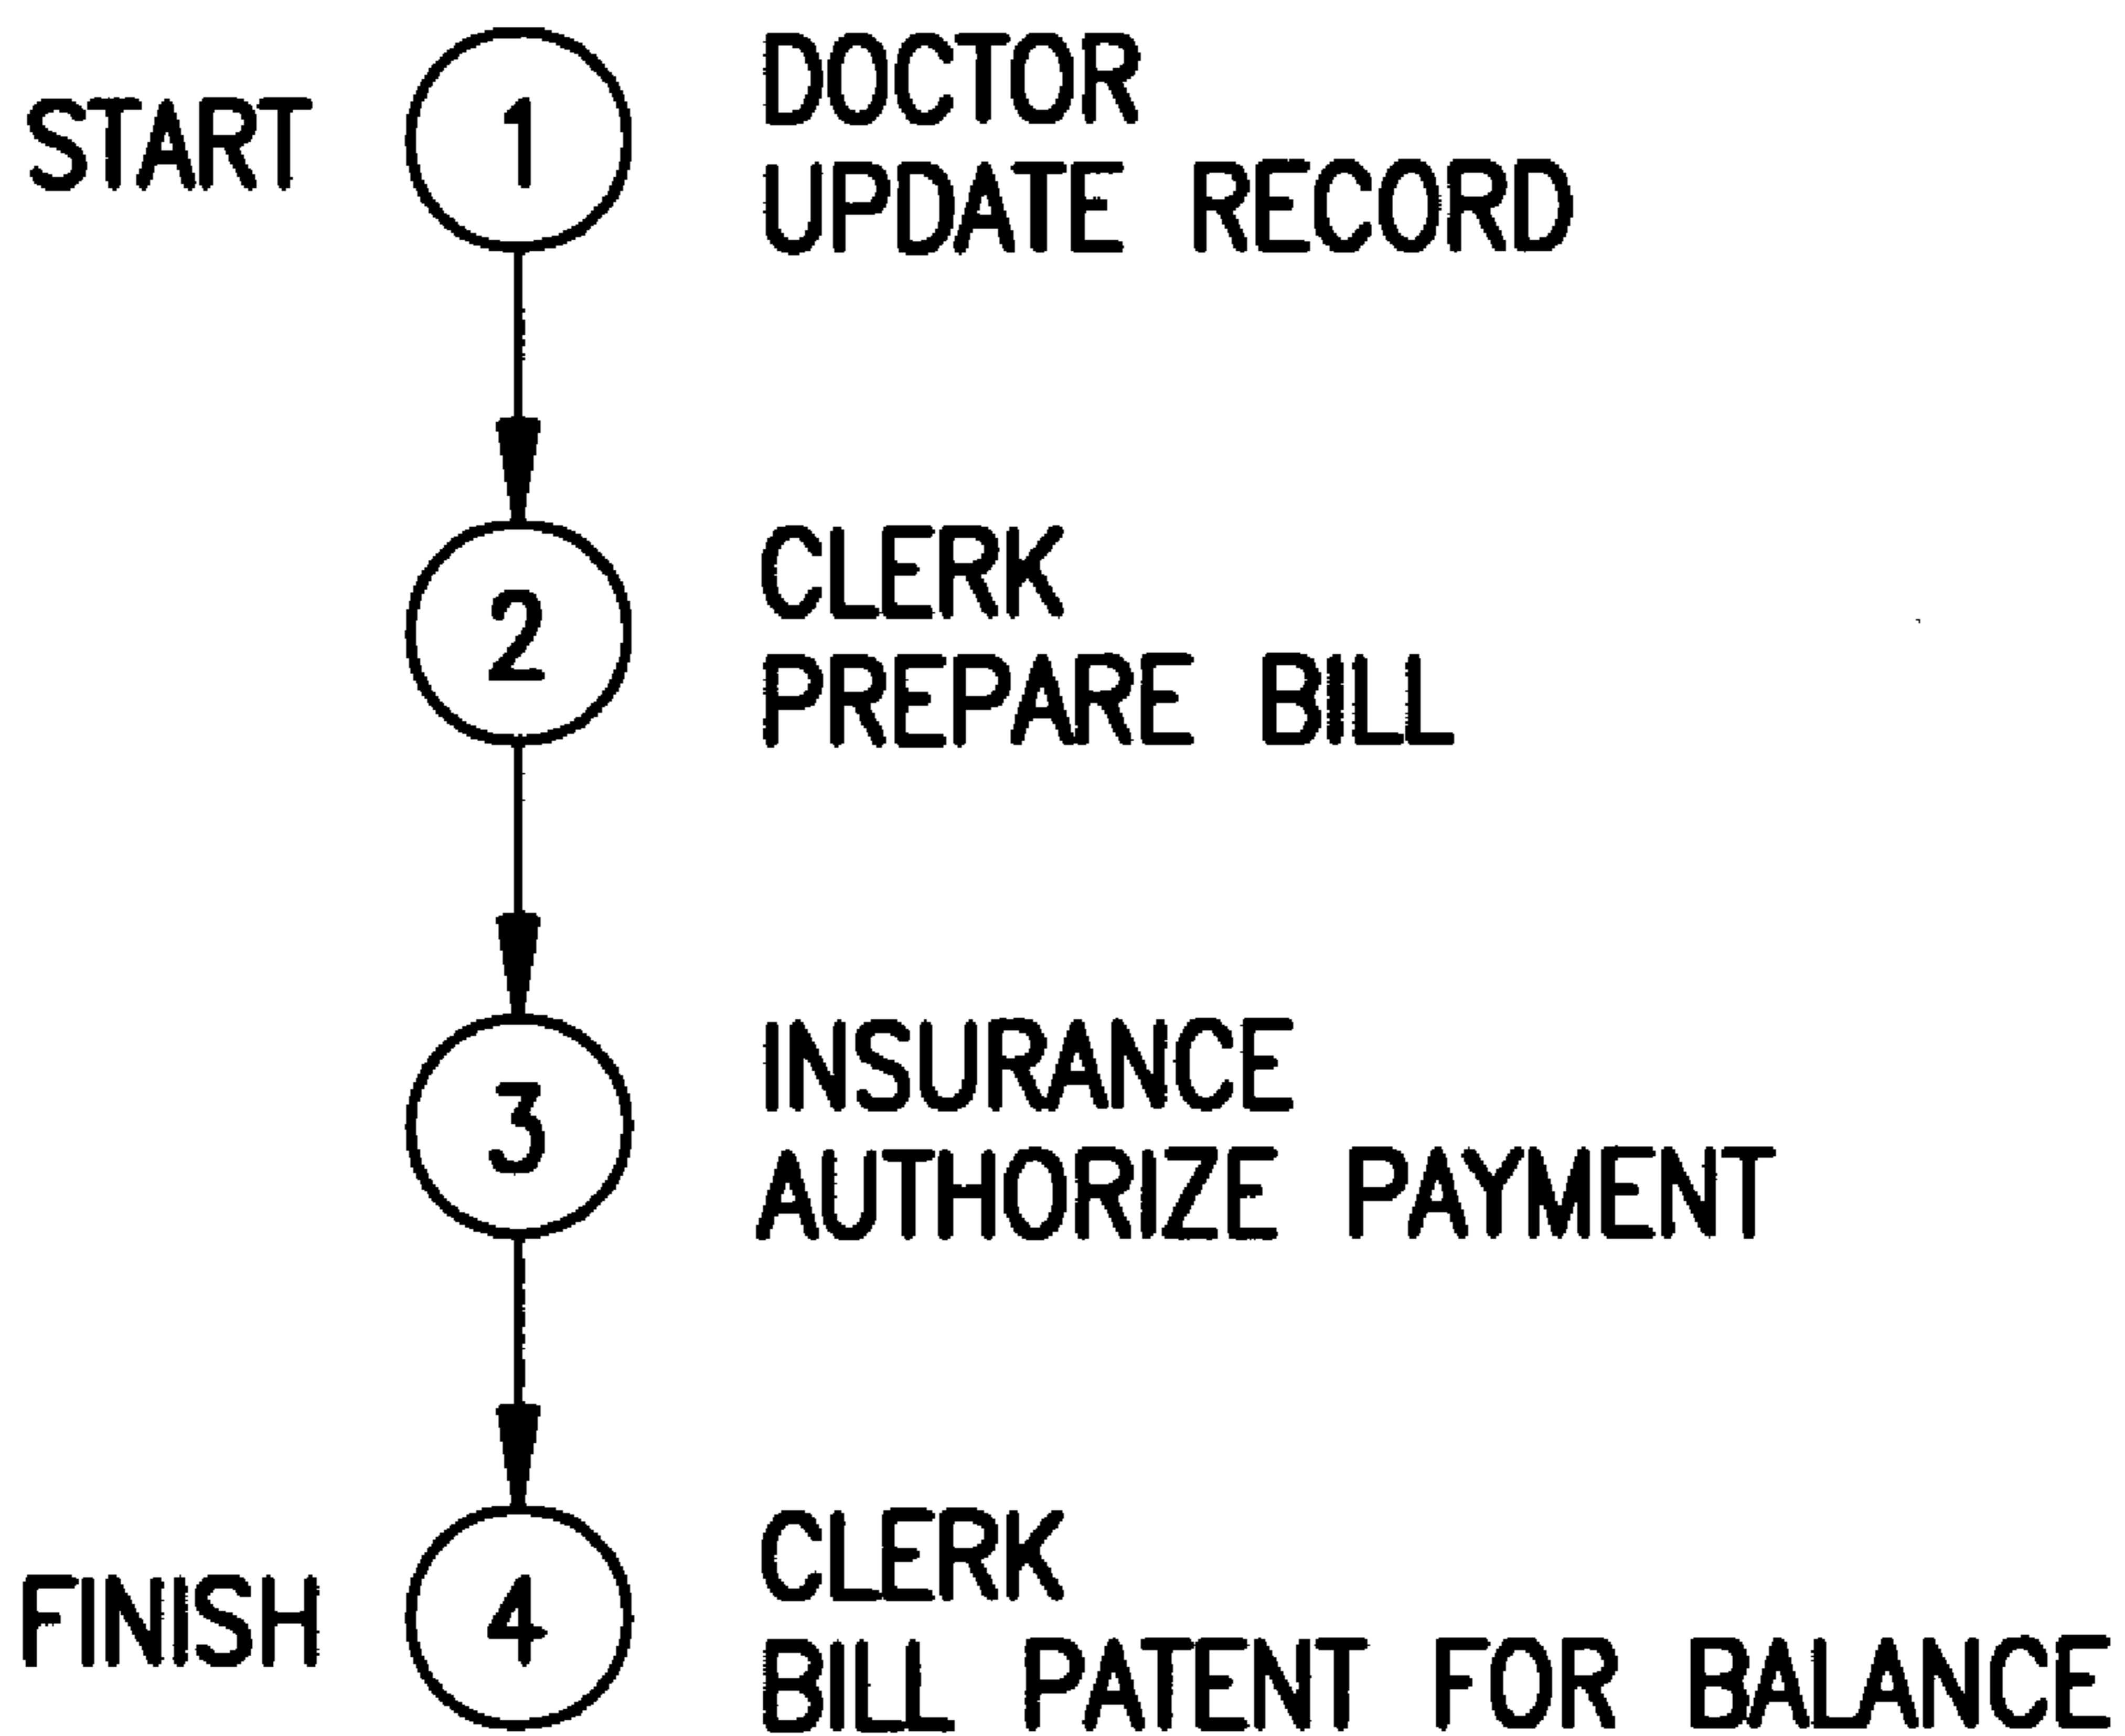 START
1
DOCTOR
UPDATE RECORD
2
CLERK
PREPARE BILL
3
INSURANCE
AUTHORIZE PAYMENT
FINISH
4
CLERK
BILL PATENT FOR BALANCE